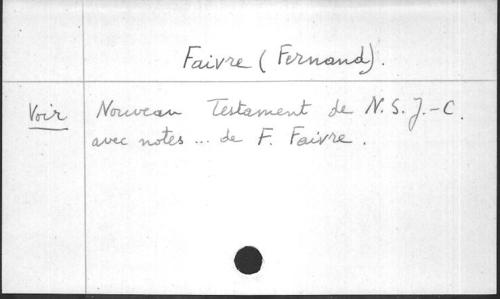 Faivre (Fernand).
Voir Nouveau Testament de N. S. J.-C.
avec notes ... de F. Faivre.